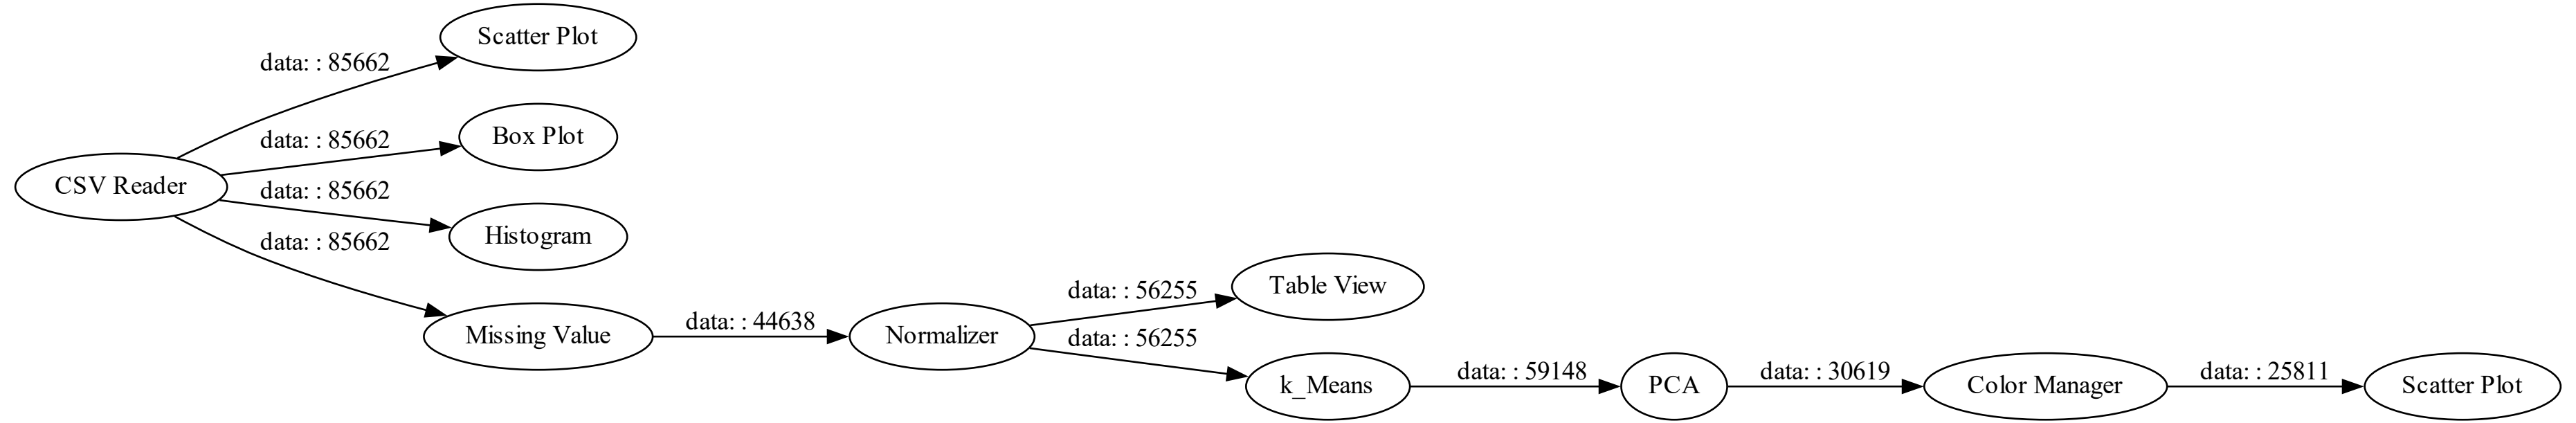 Scatter Plot
data: : 85662
Box Plot
data: : 85662
CSV Reader
data: : 85662
Histogram
data: : 85662
Missing Value
data: : 44638
Normalizer
data: : 56255
Table View
data: : 56255
k_Means
data: : 59148
PCA
data: : 30619
Color Manager
data: : 25811
Scatter Plot